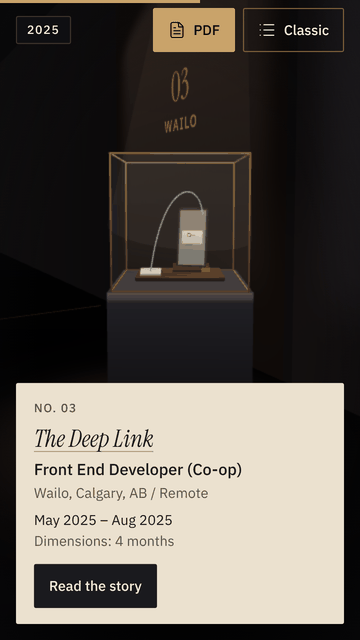 2025
PDF
Classic
03
WAILO
NO. 03
The Deep Link
Front End Developer (Co-op)
Wailo, Calgary, AB / Remote
May 2025 – Aug 2025
Dimensions: 4 months
Read the story